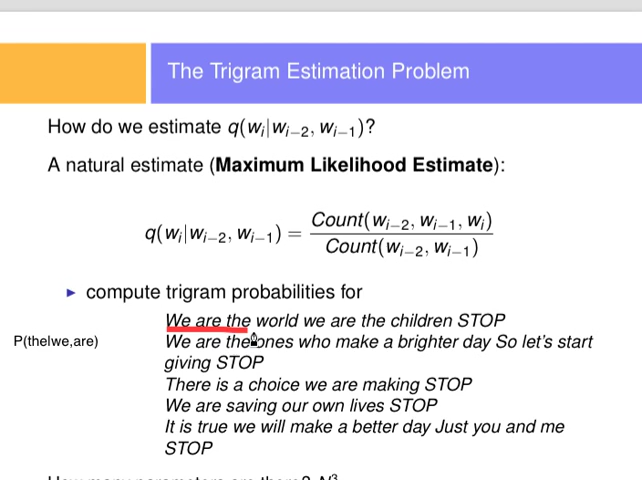 The Trigram Estimation Problem
How do we estimate q(wᵢ|wᵢ₋₂, wᵢ₋₁)?
A natural estimate (Maximum Likelihood Estimate):
q(wᵢ|wᵢ₋₂, wᵢ₋₁) = Count(wᵢ₋₂, wᵢ₋₁, wᵢ) / Count(wᵢ₋₂, wᵢ₋₁)
► compute trigram probabilities for
We are the world we are the children STOP
P(the|we,are) We are the ones who make a brighter day So let's start
giving STOP
There is a choice we are making STOP
We are saving our own lives STOP
It is true we will make a better day Just you and me
STOP